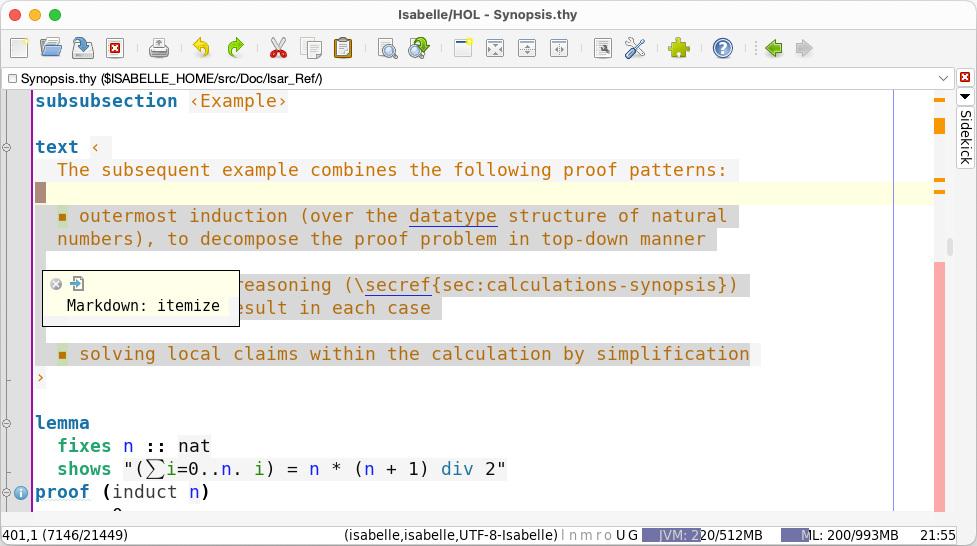 Isabelle/HOL - Synopsis.thy
Synopsis.thy ($ISABELLE_HOME/src/Doc/Isar_Ref/)
subsubsection ‹Example›
text ‹
The subsequent example combines the following proof patterns:
▪ outermost induction (over the datatype structure of natural
numbers), to decompose the proof problem in top-down manner
reasoning (\secref{sec:calculations-synopsis})
Markdown: itemize
result in each case
▪ solving local claims within the calculation by simplification
›
lemma
fixes n :: nat
shows "(∑i=0..n. i) = n * (n + 1) div 2"
proof (induct n)
Sidekick
401,1 (7146/21449)
(isabelle,isabelle,UTF-8-Isabelle) l n m r o U G
JVM: 220/512MB
ML: 200/993MB
21:55